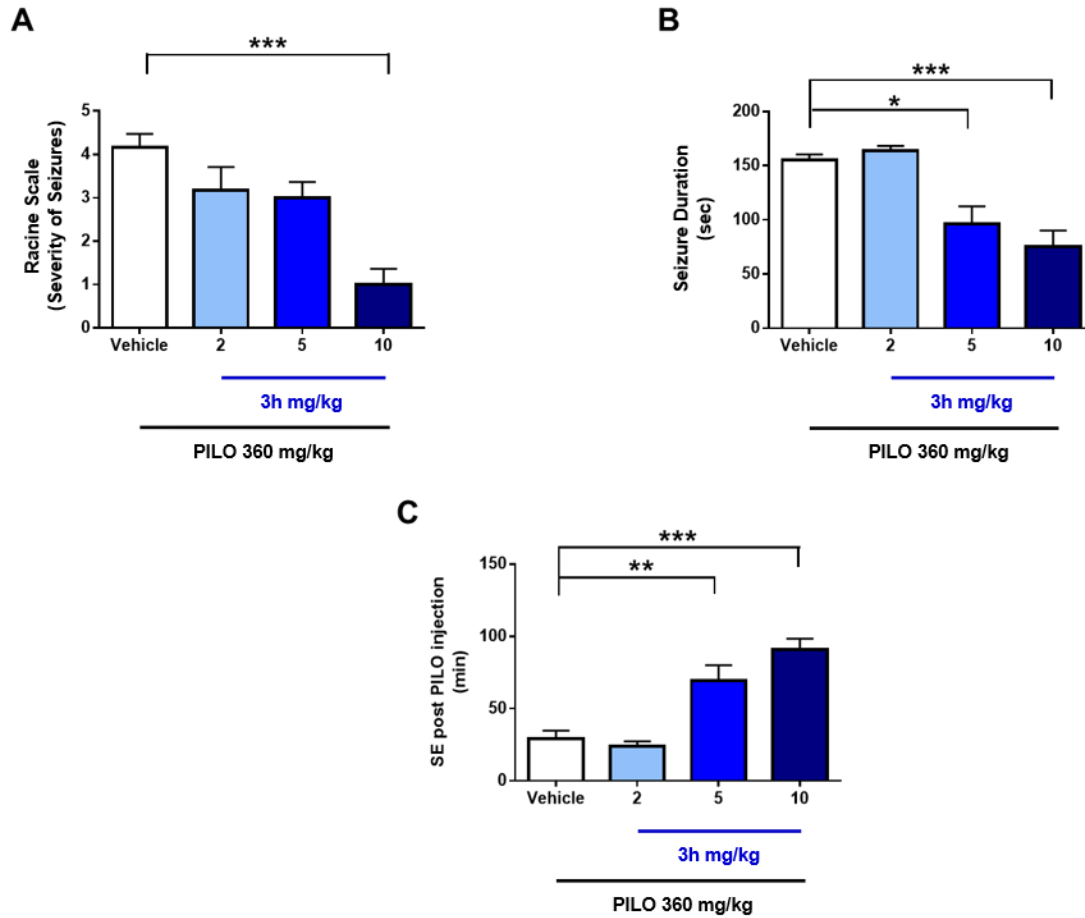 A
***
Racine Scale
(Severity of Seizures)
5
4
3
2
1
0
Vehicle 2 5 10
3h mg/kg
PILO 360 mg/kg
B
***
*
Seizure Duration
(sec)
200
150
100
50
0
Vehicle 2 5 10
3h mg/kg
PILO 360 mg/kg
C
***
**
SE post PILO injection
(min)
150
100
50
0
Vehicle 2 5 10
3h mg/kg
PILO 360 mg/kg